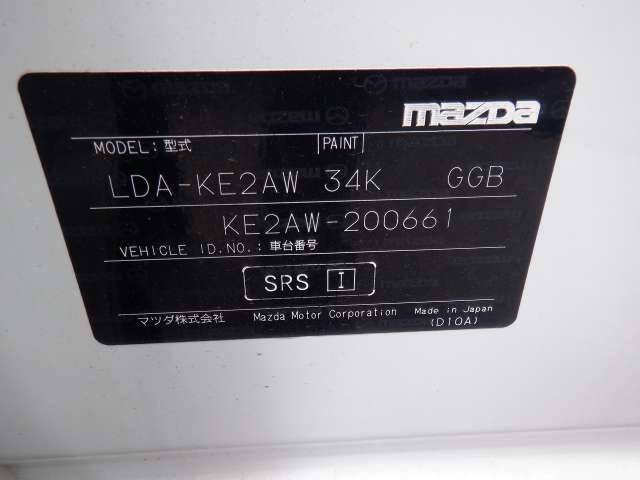 mazda
MODEL: 型式 PAINT
LDA-KE2AW 34K GGB
KE2AW-200661
VEHICLE ID.NO.: 車台番号
SRS I
マツダ株式会社 Mazda Motor Corporation Made in Japan
(D10A)